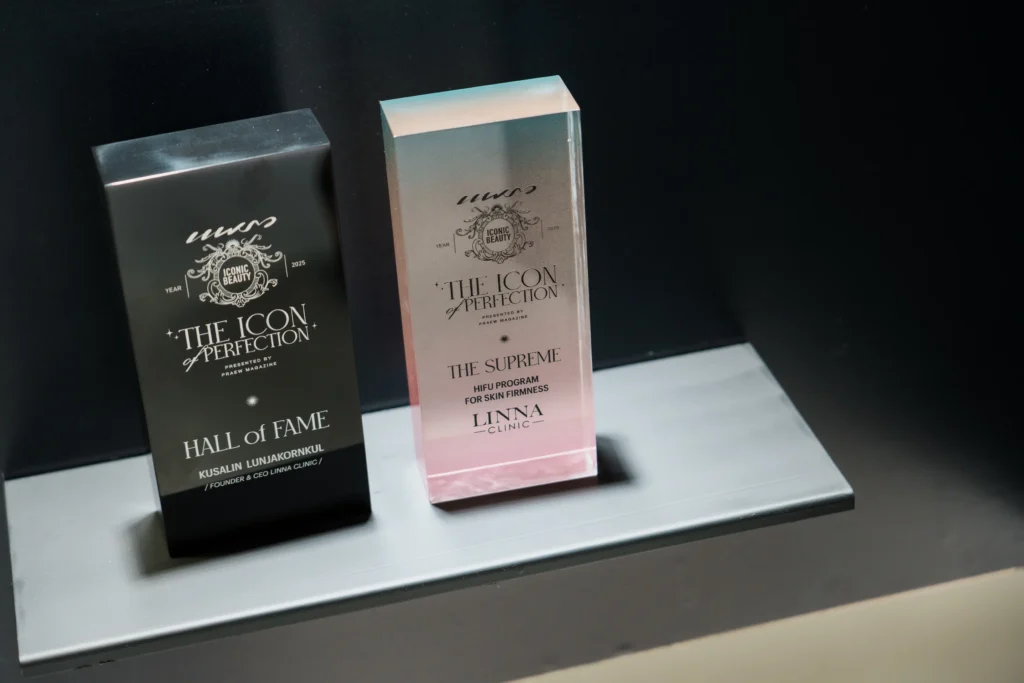 แพรว
ICONIC
BEAUTY
YEAR
2025
THE ICON
of PERFECTION
PRESENTED BY
PRAEW MAGAZINE
HALL of FAME
KUSALIN LUNJAKORNKUL
/ FOUNDER & CEO LINNA CLINIC /
แพรว
ICONIC
BEAUTY
YEAR
2025
THE ICON
of PERFECTION
PRESENTED BY
PRAEW MAGAZINE
THE SUPREME
HIFU PROGRAM
FOR SKIN FIRMNESS
LINNA
CLINIC